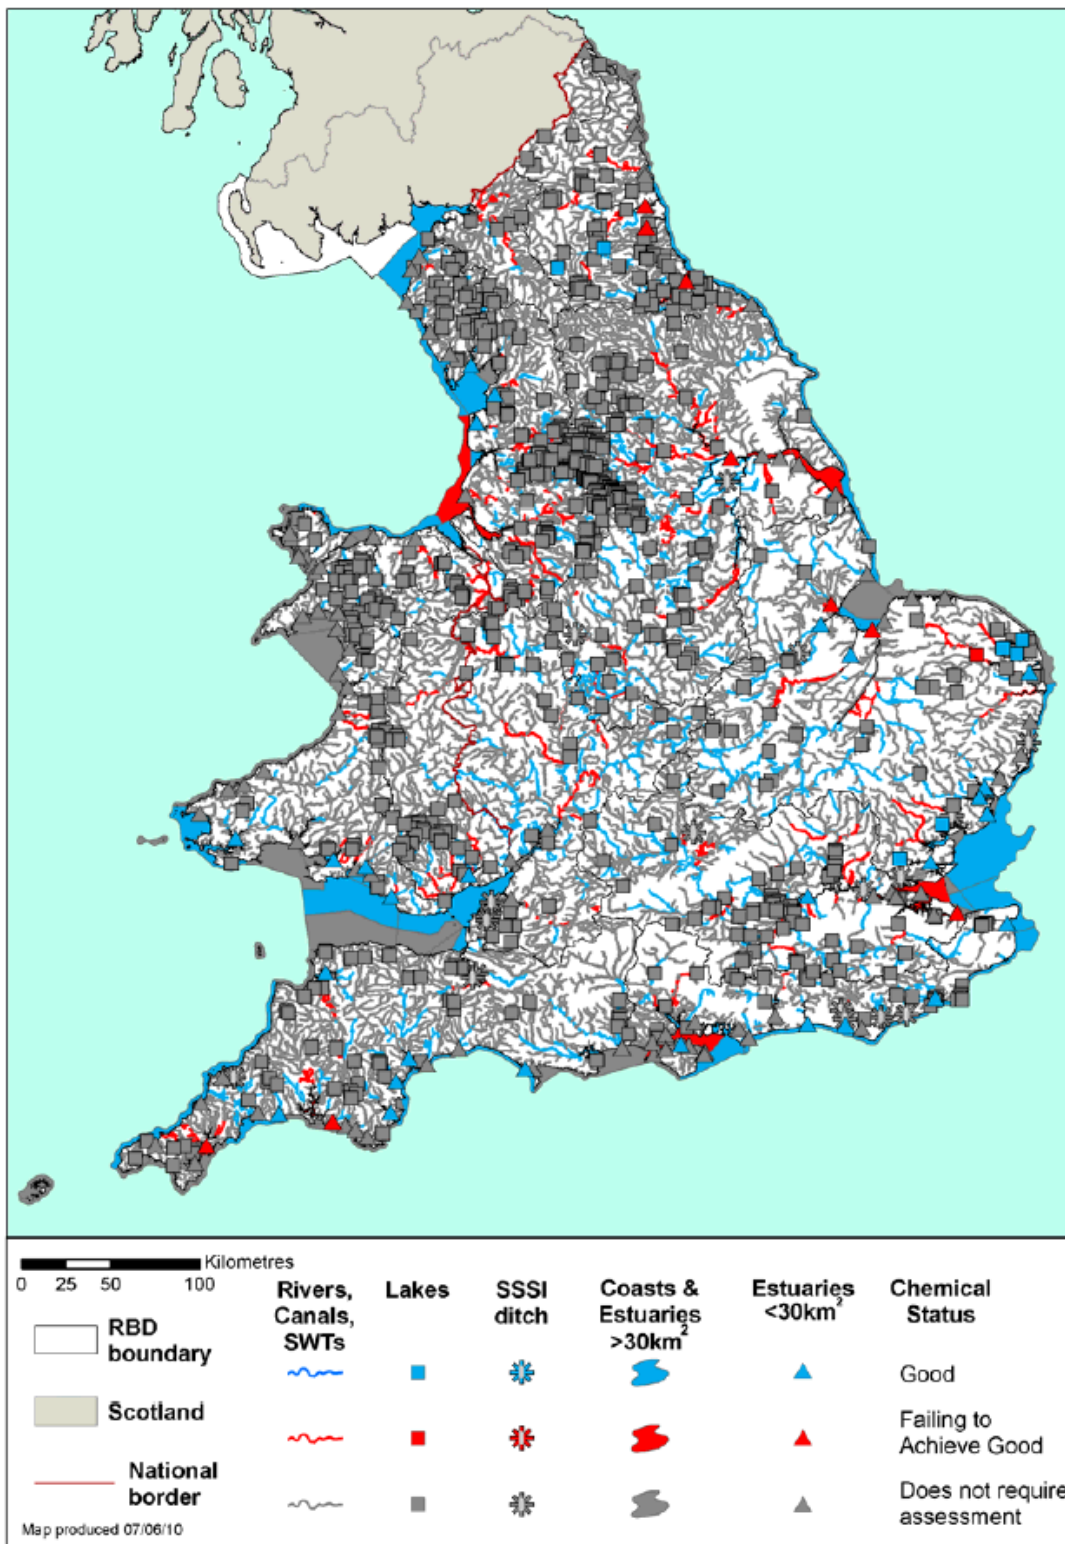 Kilometres
0 25 50 100
RBD
boundary
Scotland
National
border
Map produced 07/06/10
Rivers,
Canals,
SWTs
Lakes
SSSI
ditch
Coasts &
Estuaries
>30km²
Estuaries
<30km²
Chemical
Status
Good
Failing to
Achieve Good
Does not require
assessment